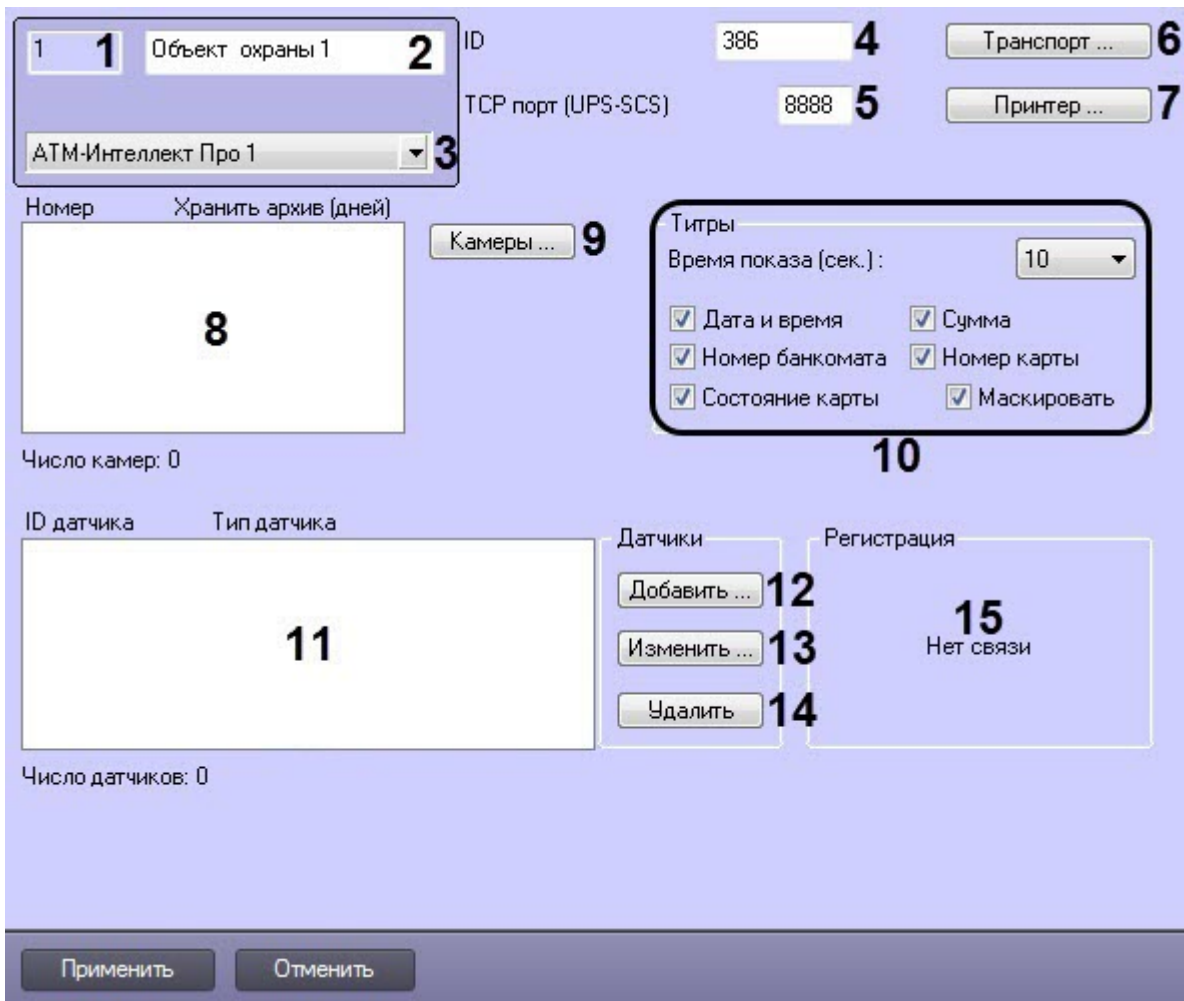 1 1 Объект охраны 1 2 ID 386 4 Транспорт ... 6
TCP порт (UPS-SCS) 8888 5 Принтер ... 7
АТМ-Интеллект Про 1 3
Номер Хранить архив (дней)
Камеры ... 9
8
Титры
Время показа (сек.) : 10
Дата и время Сумма
Номер банкомата Номер карты
Состояние карты Маскировать
10
Число камер: 0
ID датчика Тип датчика
11
Датчики
Добавить ... 12
Изменить ... 13
Удалить 14
Регистрация
15
Нет связи
Число датчиков: 0
Применить Отменить